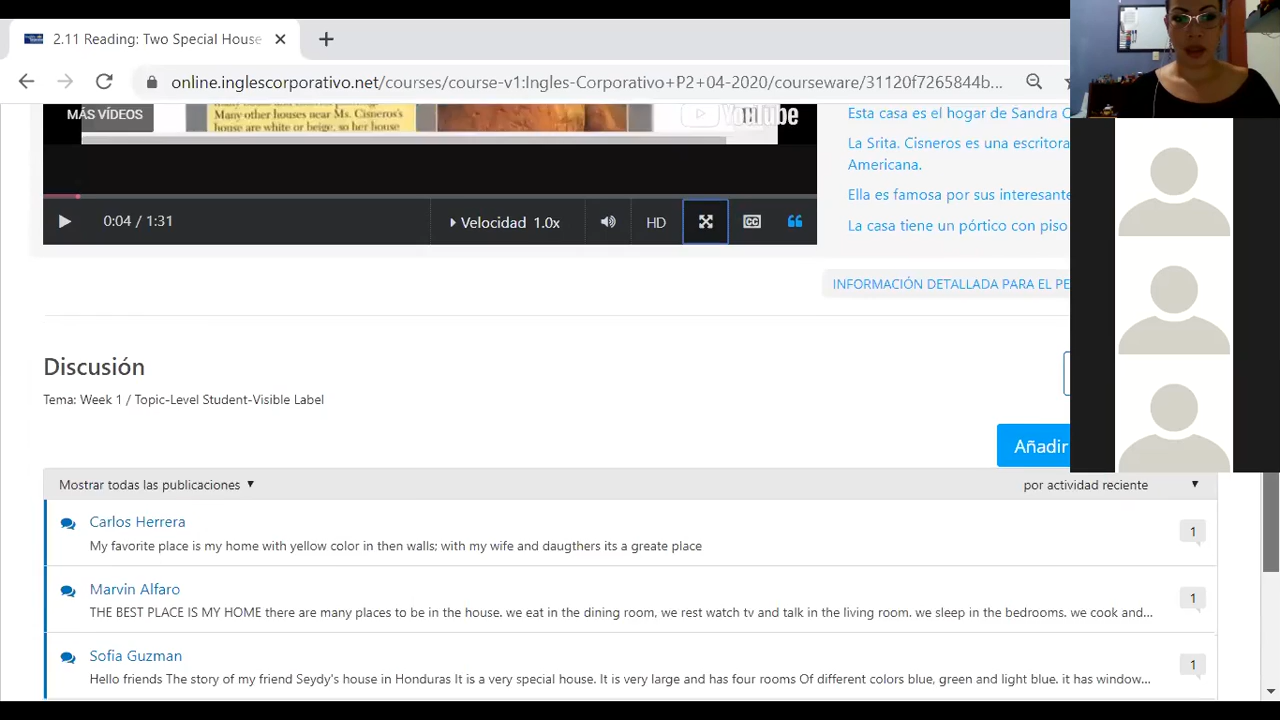 2.11 Reading: Two Special House
online.inglescorporativo.net/courses/course-v1:Ingles-Corporativo+P2+04-2020/courseware/31120f7265844b...
MÁS VÍDEOS
Many other houses near Ms. Cisneros's
house are white or beige, so her house
YouTube
Esta casa es el hogar de Sandra C
La Srita. Cisneros es una escritora
Americana.
Ella es famosa por sus interesante
La casa tiene un pórtico con piso
0:04 / 1:31
Velocidad 1.0x
HD
CC
INFORMACIÓN DETALLADA PARA EL PE
Discusión
Tema: Week 1 / Topic-Level Student-Visible Label
Añadir
Mostrar todas las publicaciones
por actividad reciente
Carlos Herrera
My favorite place is my home with yellow color in then walls; with my wife and daugthers its a greate place
1
Marvin Alfaro
THE BEST PLACE IS MY HOME there are many places to be in the house. we eat in the dining room, we rest watch tv and talk in the living room. we sleep in the bedrooms. we cook and...
1
Sofia Guzman
Hello friends The story of my friend Seydy's house in Honduras It is a very special house. It is very large and has four rooms Of different colors blue, green and light blue. it has window...
1